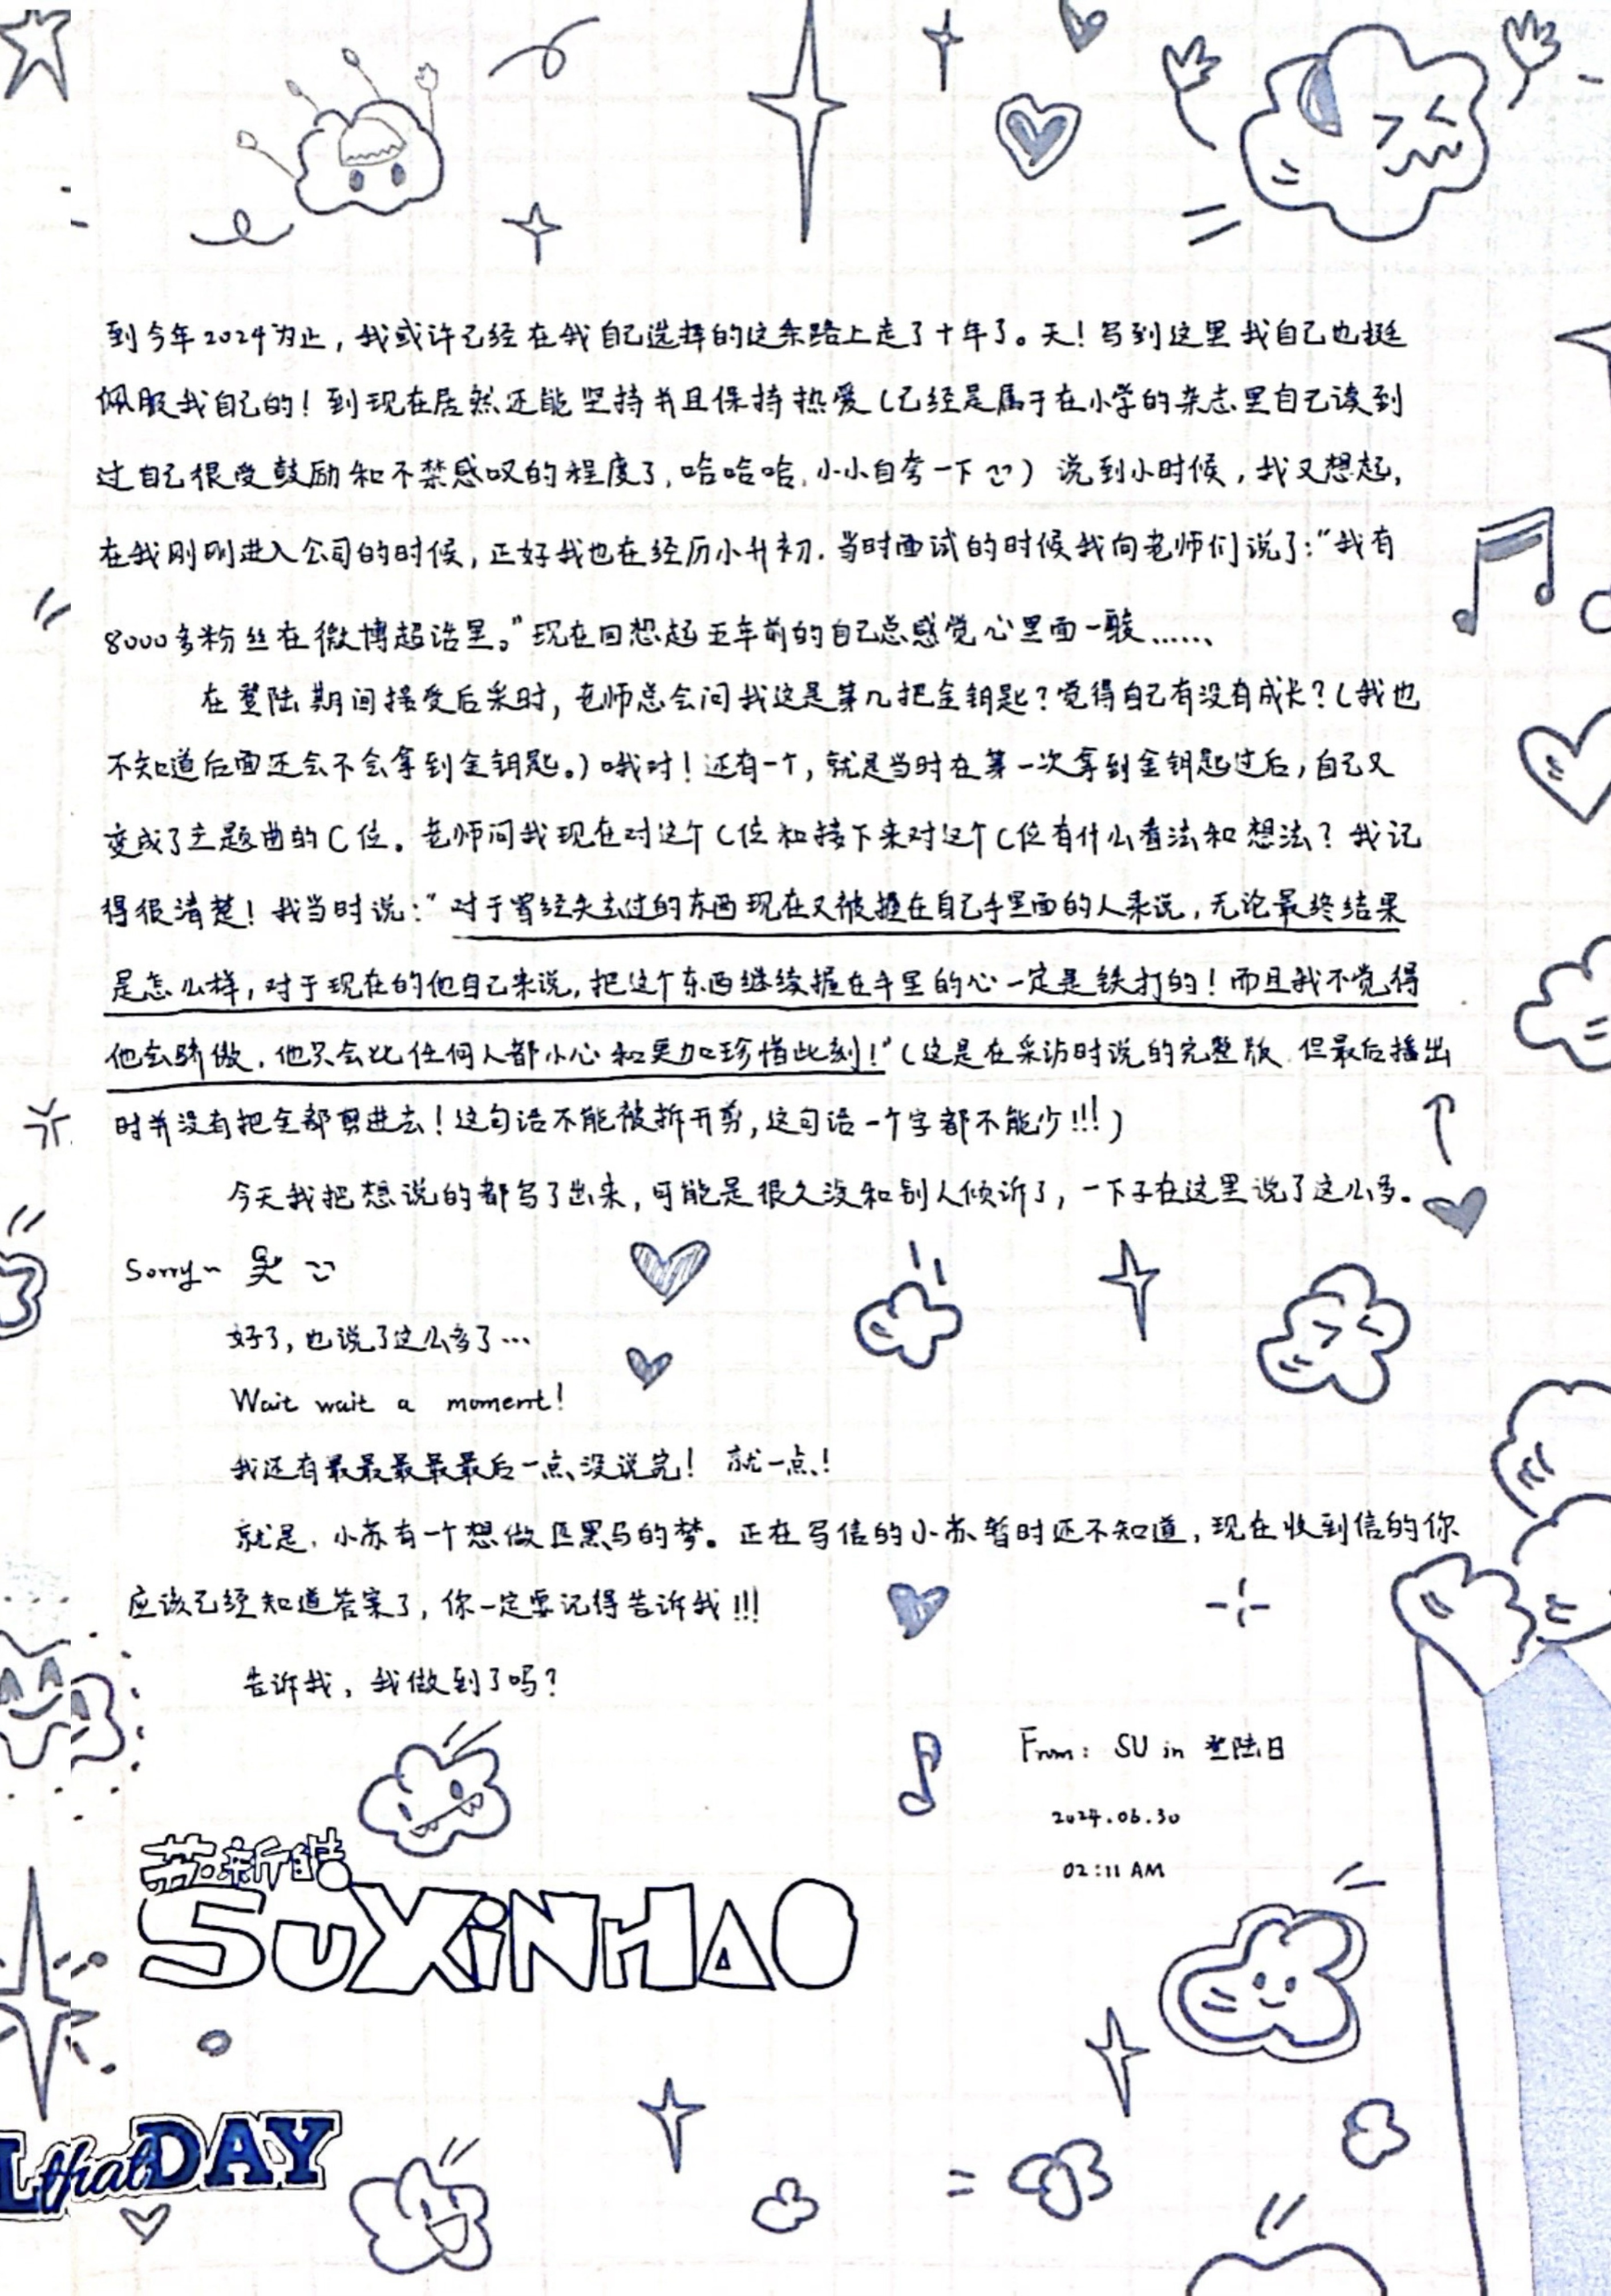 到今年2024为止，我或许已经在我自己选择的这条路上走了十年了。天！写到这里我自己也挺
佩服我自己的！到现在居然还能坚持并且保持热爱（已经是属于在小学的杂志里自己读到
过自己很受鼓励和不禁感叹的程度了，哈哈哈，小小自夸一下）说到小时候，我又想起，
在我刚刚进入公司的时候，正好我也在经历小升初，当时面试的时候我向老师们说了：“我有
8000多粉丝在微博超话里。”现在回想起五年前的自己总感觉心里面一酸……
在登陆期间接受后采时，老师总会问我这是第几把金钥匙？觉得自己有没有成长？（我也
不知道后面还会不会拿到金钥匙。）哦对！还有一个，就是当时在第一次拿到金钥匙过后，自己又
变成了主题曲的C位。老师问我现在对这个C位和接下来对这个C位有什么看法和想法？我记
得很清楚！我当时说：“对于曾经失去过的东西现在又被握在自己手里面的人来说，无论最终结果
是怎么样，对于现在的他自己来说，把这个东西继续握在手里的心一定是铁打的！而且我不觉得
他会骄傲，他只会比任何人都小心和更加珍惜此刻！”（这是在采访时说的完整版，但最后播出
时并没有把全部剪进去！这句话不能被拆开剪，这句话一个字都不能少!!!）
今天我把想说的都写了出来，可能是很久没和别人倾诉了，一下子在这里说了这么多。
Sorry~
好了，也说了这么多了…
Wait wait a moment!
我还有最最最最最后一点没说完！就一点！
就是，小苏有一个想做匹黑马的梦。正在写信的小苏暂时还不知道，现在收到信的你
应该已经知道答案了，你一定要记得告诉我!!!
告诉我，我做到了吗？
From: SU in 登陆日
2024.06.30
02:11 AM
苏新皓
SUXiNHAO
L that DAY